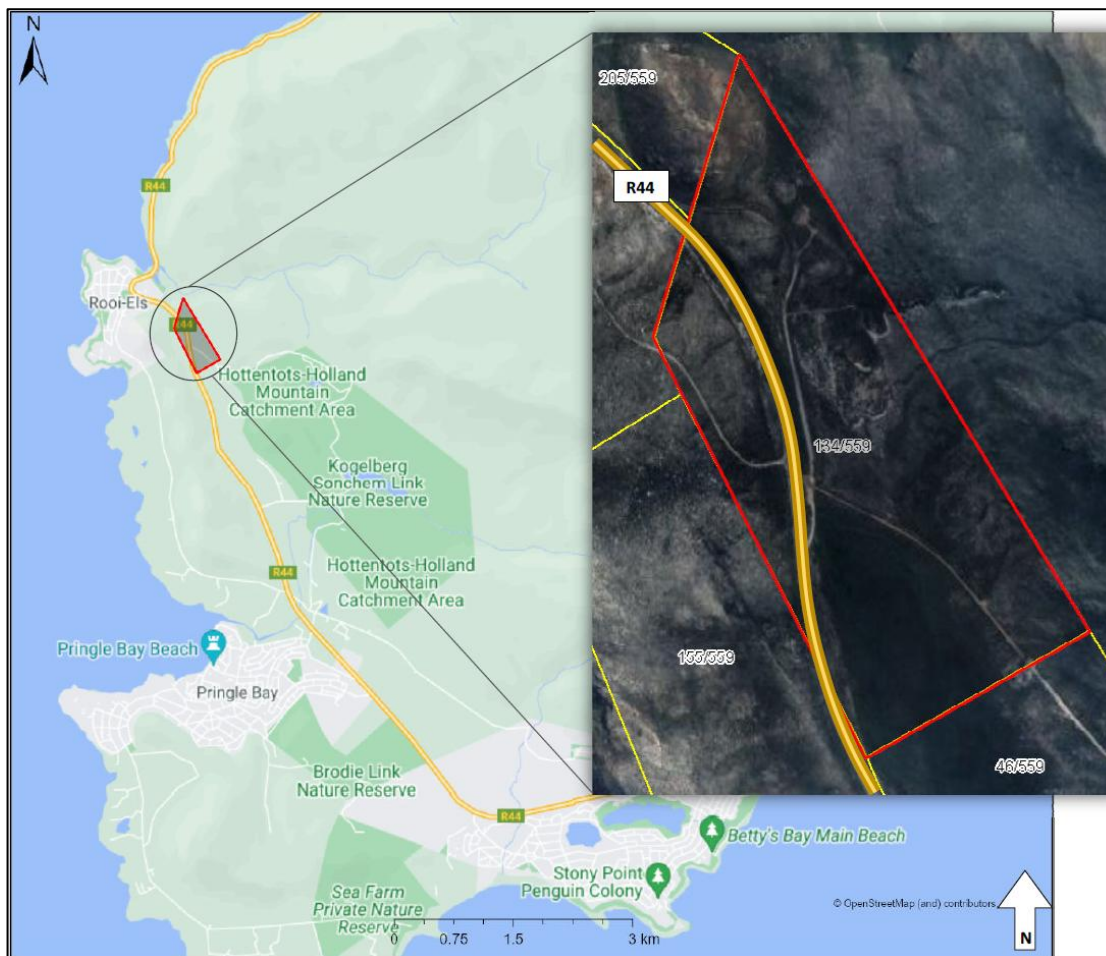 N
R44
Rooi-Els
R44
Hottentots-Holland
Mountain
Catchment Area
Kogelberg
Sonchem Link
Nature Reserve
Hottentots-Holland
Mountain
Catchment Area
R44
Pringle Bay Beach
Pringle Bay
Brodie Link
Nature Reserve
R44
Betty's Bay Main Beach
Stony Point
Penguin Colony
Sea Farm
Private Nature
Reserve
0 0.75 1.5 3 km
© OpenStreetMap (and) contributors
N
205/559
R44
134/559
155/559
46/559